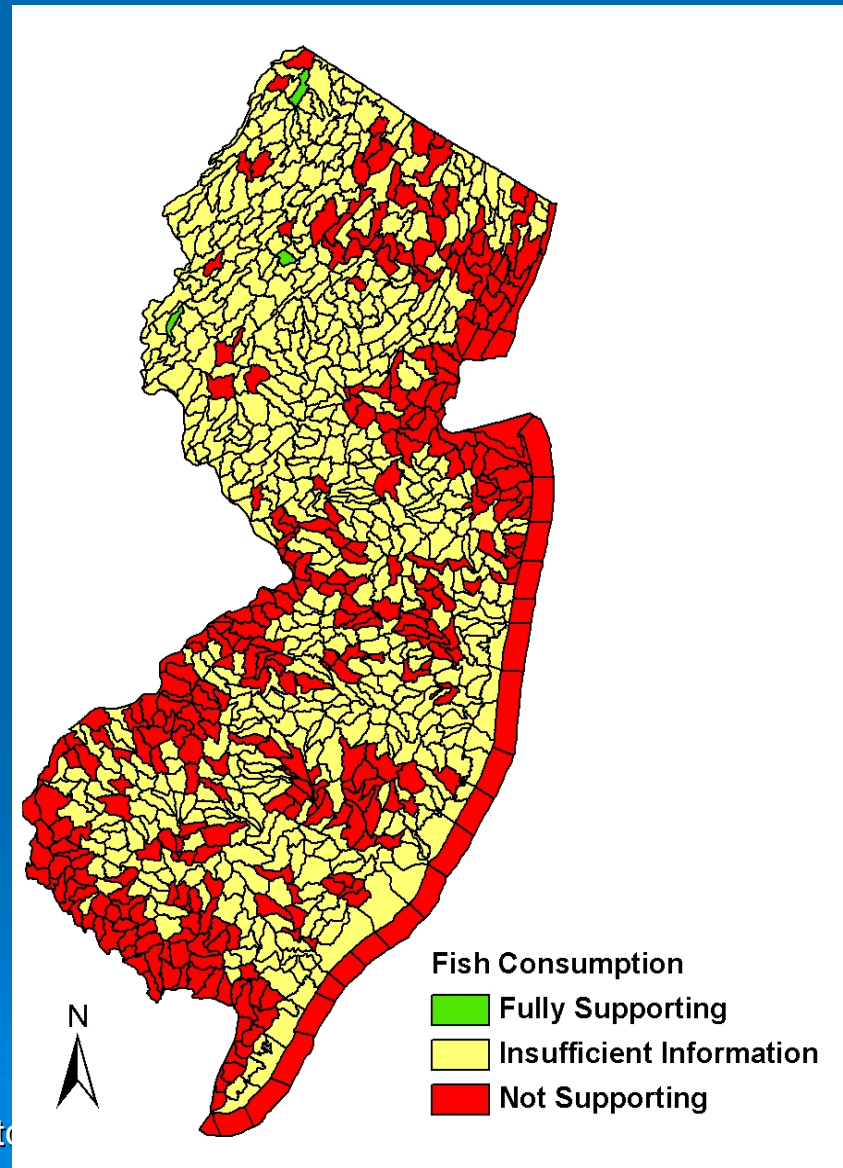 Fish Consumption
Fully Supporting
Insufficient Information
Not Supporting
N